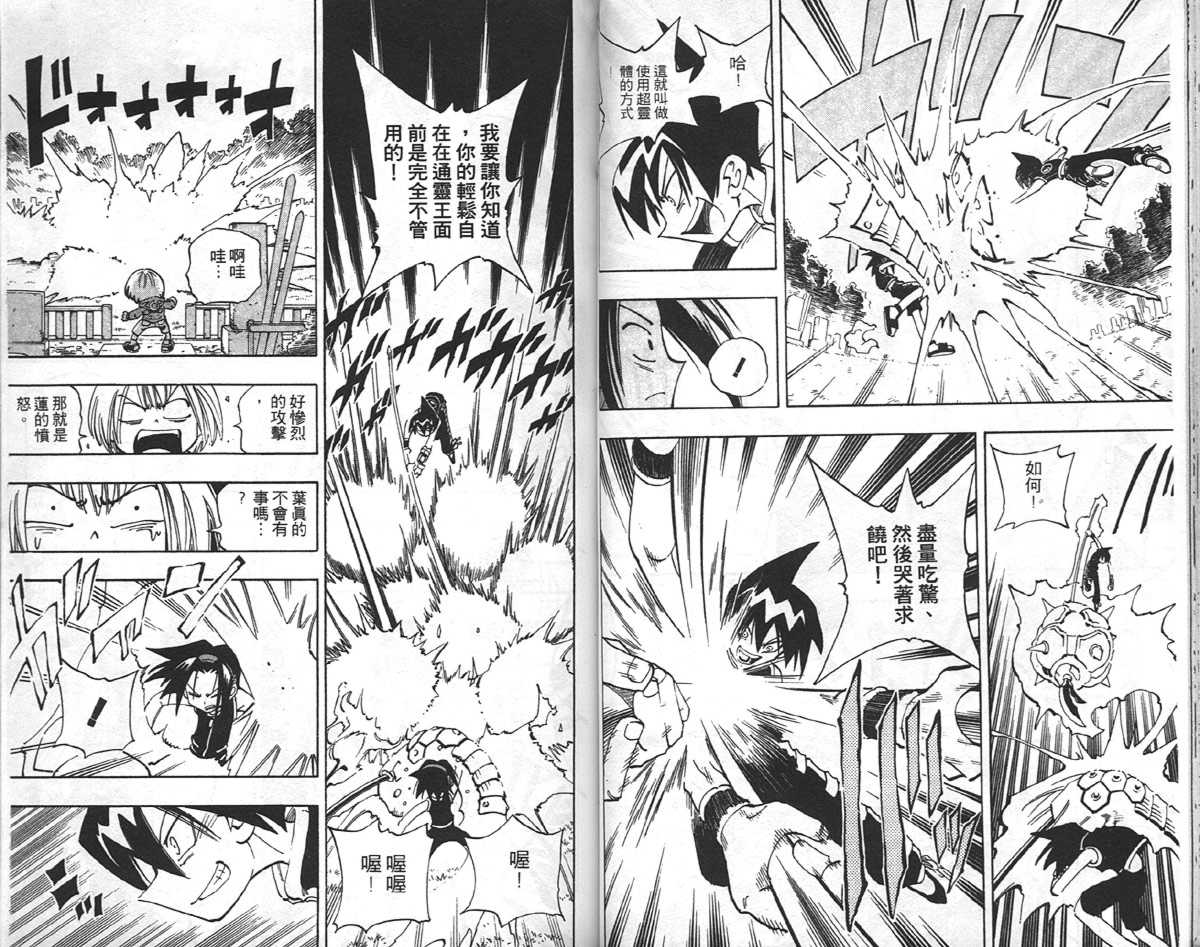 哈！
這就叫做
使用超靈
體的方式
！
！
如何！
盡量吃驚、
然後哭著求
饒吧！
我要讓你知道
，你的輕鬆自
在在通靈王面
前是完全不管
用的！
喔！
喔喔
喔！
ドォォォォォ
啊哇
哇…
好慘烈
的攻擊
，
那就是
蓮的憤
怒。
葉真的
不會有
事嗎…
？
！